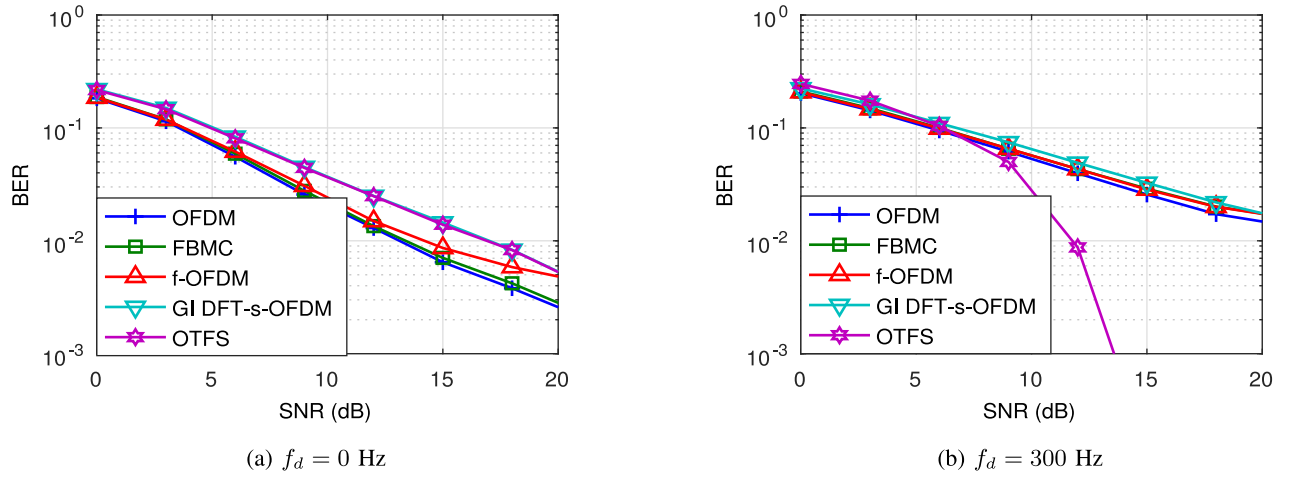 10^0
10^-1
10^-2
10^-3
BER
OFDM
FBMC
f-OFDM
GI DFT-s-OFDM
OTFS
0 5 10 15 20
SNR (dB)
(a) f_d = 0 Hz
10^0
10^-1
10^-2
10^-3
BER
OFDM
FBMC
f-OFDM
GI DFT-s-OFDM
OTFS
0 5 10 15 20
SNR (dB)
(b) f_d = 300 Hz